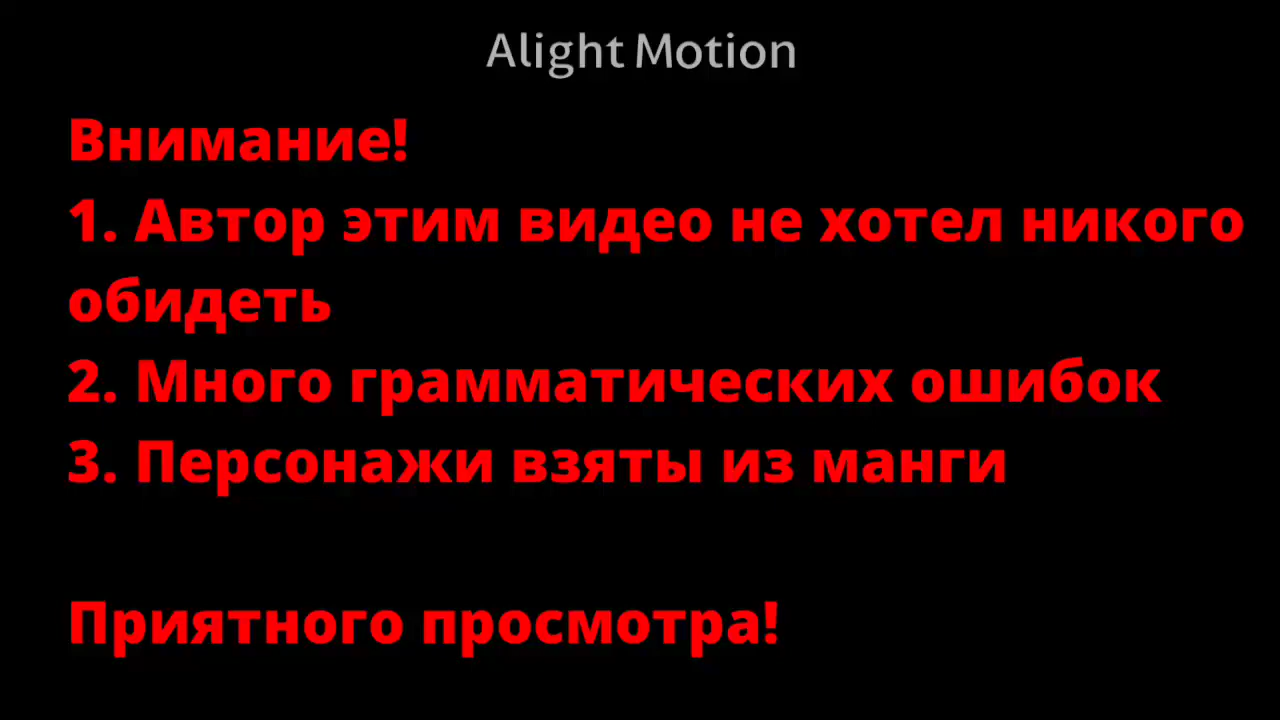 Alight Motion
Внимание!
1. Автор этим видео не хотел никого
обидеть
2. Много грамматических ошибок
3. Персонажи взяты из манги
Приятного просмотра!